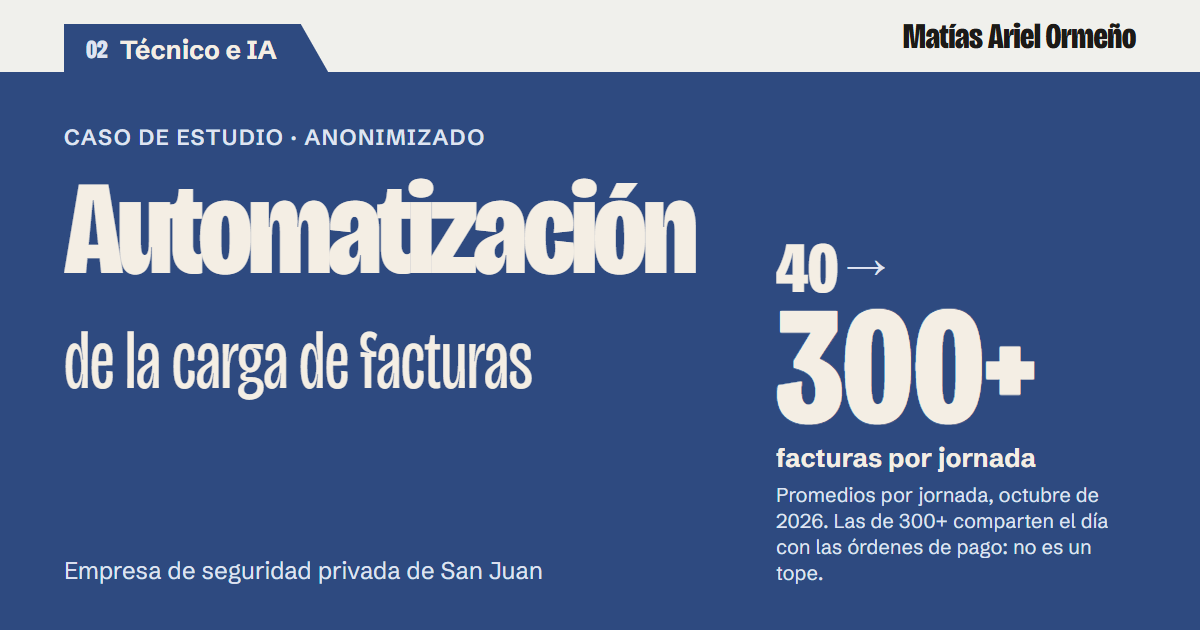 02 Técnico e IA
Matías Ariel Ormeño
CASO DE ESTUDIO · ANONIMIZADO
Automatización
de la carga de facturas
40→
300+
facturas por jornada
Promedios por jornada, octubre de
2026. Las de 300+ comparten el día
con las órdenes de pago: no es un
tope.
Empresa de seguridad privada de San Juan